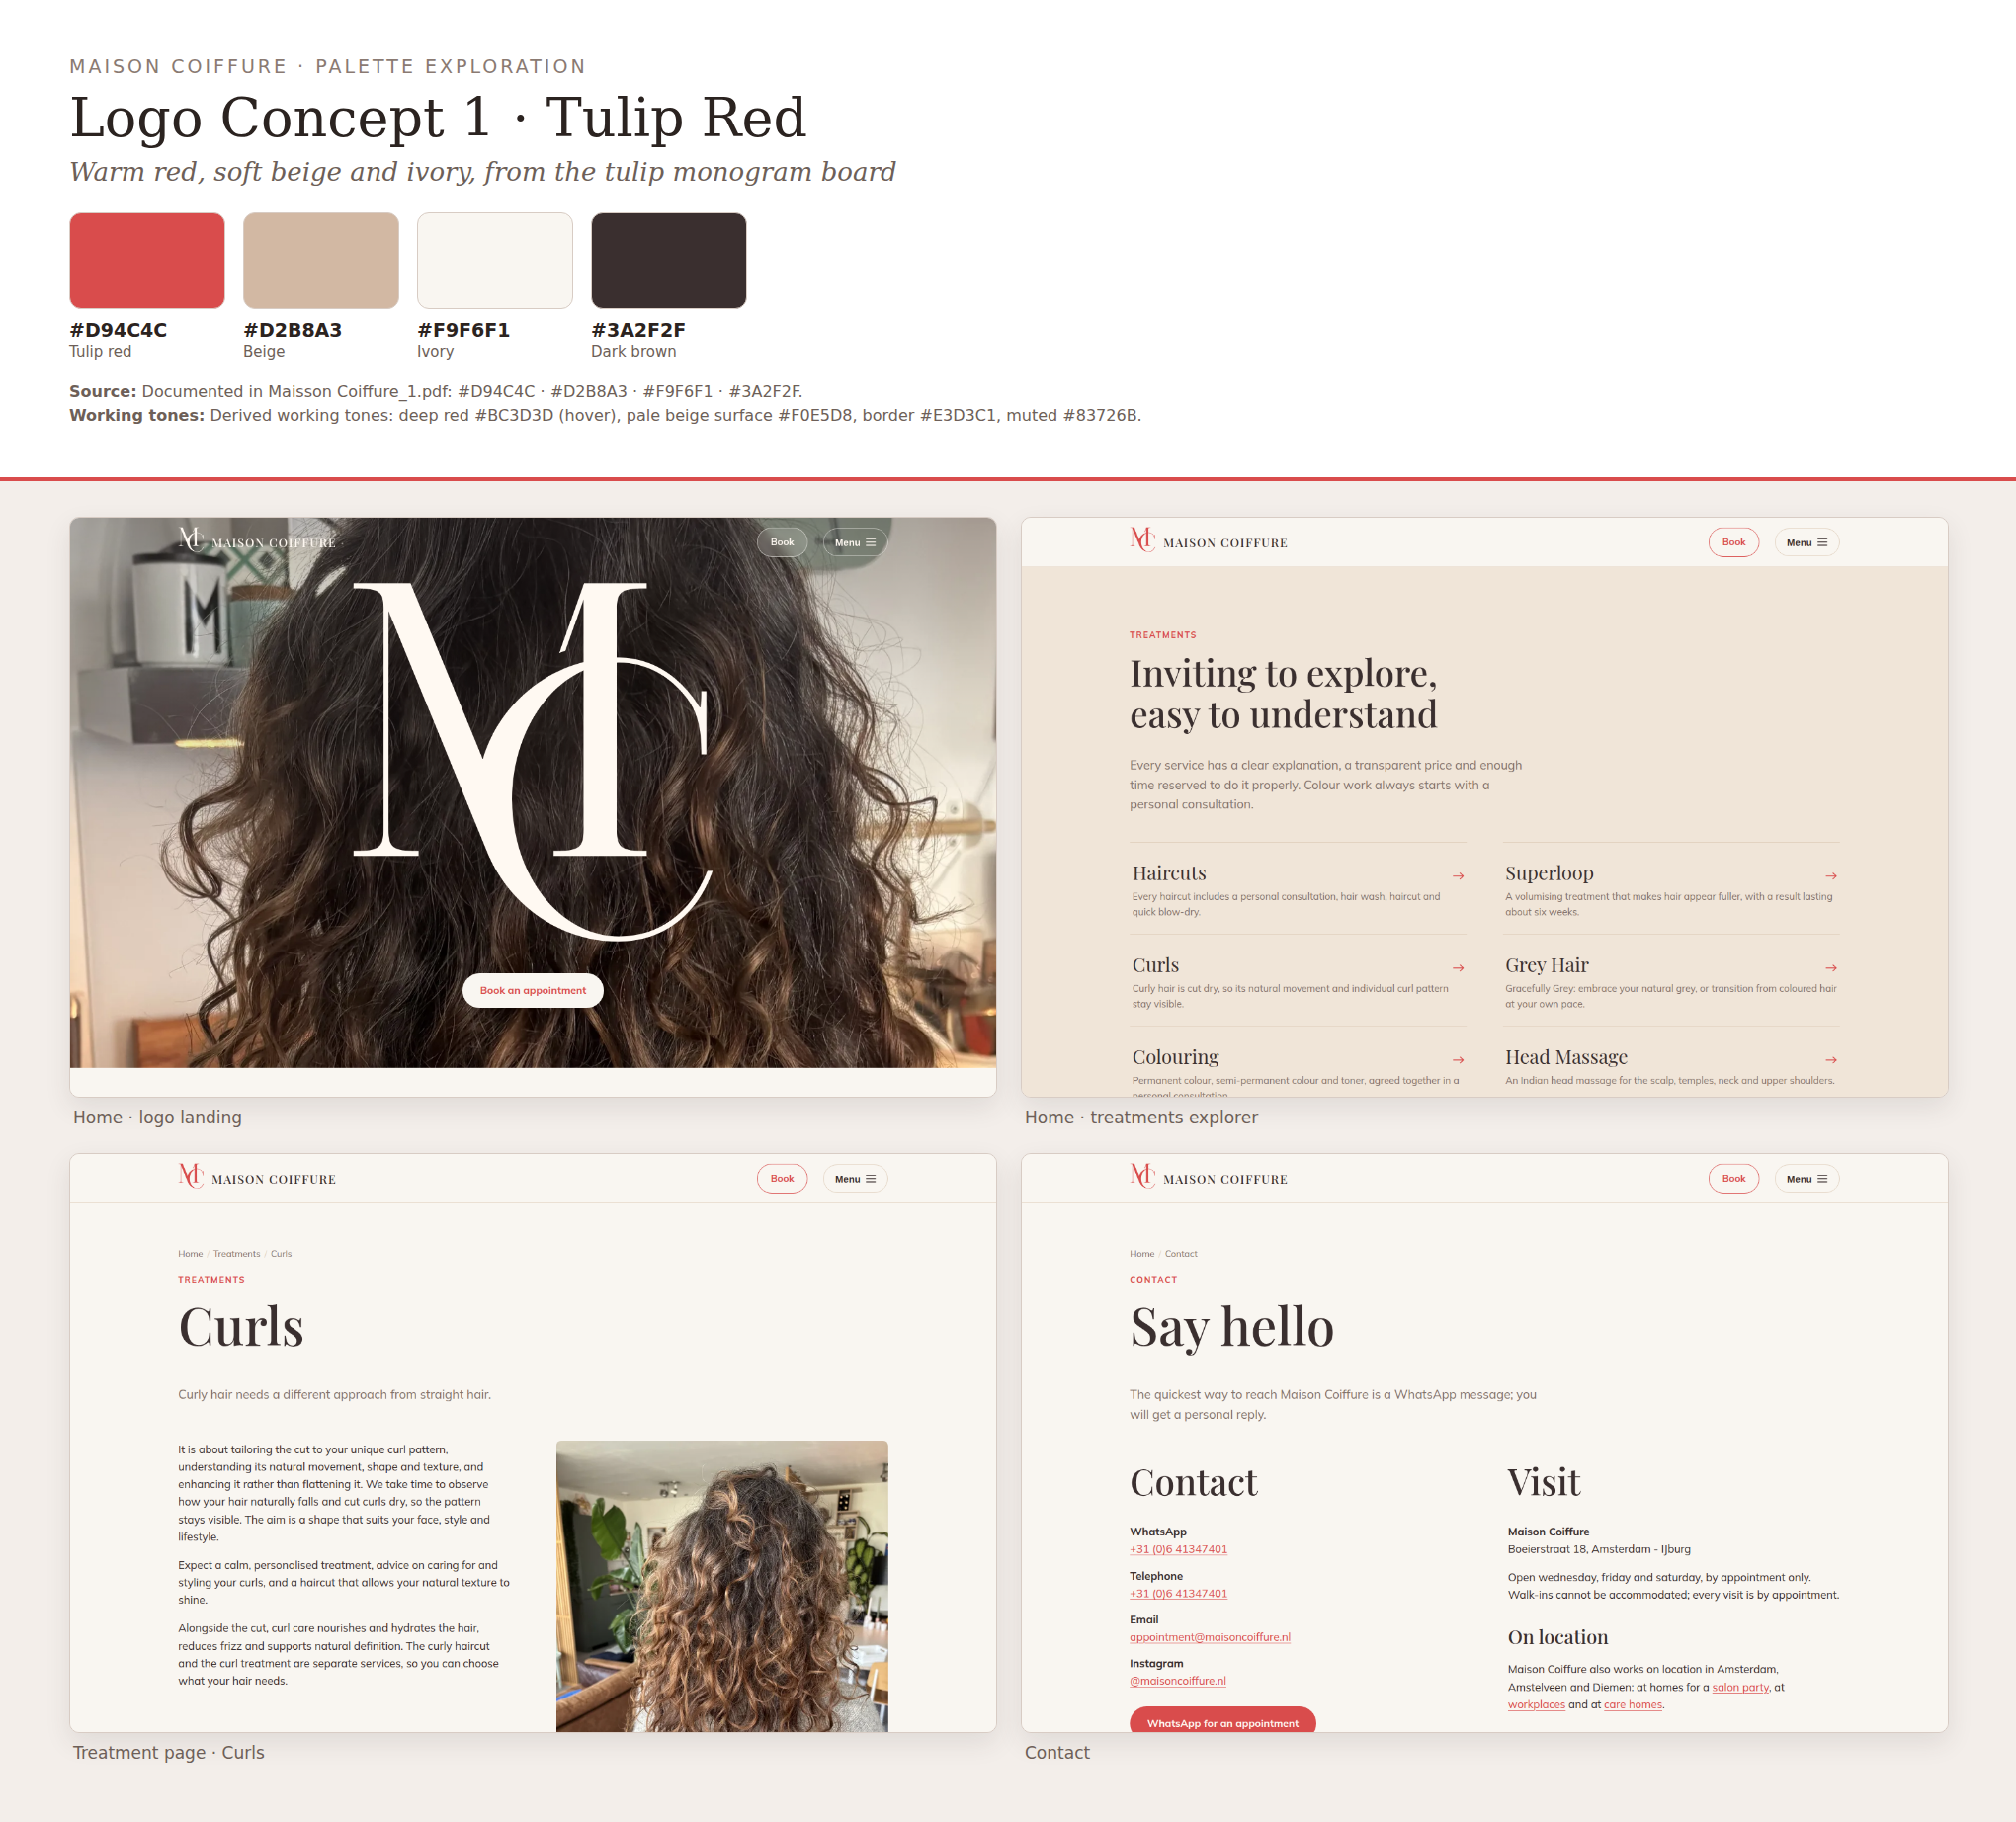 MAISON COIFFURE · PALETTE EXPLORATION
Logo Concept 1 · Tulip Red
Warm red, soft beige and ivory, from the tulip monogram board
#D94C4C
Tulip red
#D2B8A3
Beige
#F9F6F1
Ivory
#3A2F2F
Dark brown
Source: Documented in Maisson Coiffure_1.pdf: #D94C4C · #D2B8A3 · #F9F6F1 · #3A2F2F.
Working tones: Derived working tones: deep red #BC3D3D (hover), pale beige surface #F0E5D8, border #E3D3C1, muted #83726B.
MC MAISON COIFFURE
Book
Menu
M
MC
Book an appointment
Home · logo landing
MC MAISON COIFFURE
Book
Menu
TREATMENTS
Inviting to explore,
easy to understand
Every service has a clear explanation, a transparent price and enough
time reserved to do it properly. Colour work always starts with a
personal consultation.
Haircuts →
Every haircut includes a personal consultation, hair wash, haircut and
quick blow-dry.
Superloop →
A volumising treatment that makes hair appear fuller, with a result lasting
about six weeks.
Curls →
Curly hair is cut dry, so its natural movement and individual curl pattern
stay visible.
Grey Hair →
Gracefully Grey: embrace your natural grey, or transition from coloured hair
at your own pace.
Colouring →
Permanent colour, semi-permanent colour and toner, agreed together in a
personal consultation.
Head Massage →
An Indian head massage for the scalp, temples, neck and upper shoulders.
Home · treatments explorer
MC MAISON COIFFURE
Book
Menu
Home / Treatments / Curls
TREATMENTS
Curls
Curly hair needs a different approach from straight hair.
It is about tailoring the cut to your unique curl pattern,
understanding its natural movement, shape and texture, and
enhancing it rather than flattening it. We take time to observe
how your hair naturally falls and cut curls dry, so the pattern
stays visible. The aim is a shape that suits your face, style and
lifestyle.
Expect a calm, personalised treatment, advice on caring for and
styling your curls, and a haircut that allows your natural texture to
shine.
Alongside the cut, curl care nourishes and hydrates the hair,
reduces frizz and supports natural definition. The curly haircut
and the curl treatment are separate services, so you can choose
what your hair needs.
Treatment page · Curls
MC MAISON COIFFURE
Book
Menu
Home / Contact
CONTACT
Say hello
The quickest way to reach Maison Coiffure is a WhatsApp message; you
will get a personal reply.
Contact
WhatsApp
+31 (0)6 41347401
Telephone
+31 (0)6 41347401
Email
appointment@maisoncoiffure.nl
Instagram
@maisoncoiffure.nl
WhatsApp for an appointment
Visit
Maison Coiffure
Boeierstraat 18, Amsterdam - IJburg
Open wednesday, friday and saturday, by appointment only.
Walk-ins cannot be accommodated; every visit is by appointment.
On location
Maison Coiffure also works on location in Amsterdam,
Amstelveen and Diemen: at homes for a salon party, at
workplaces and at care homes.
Contact